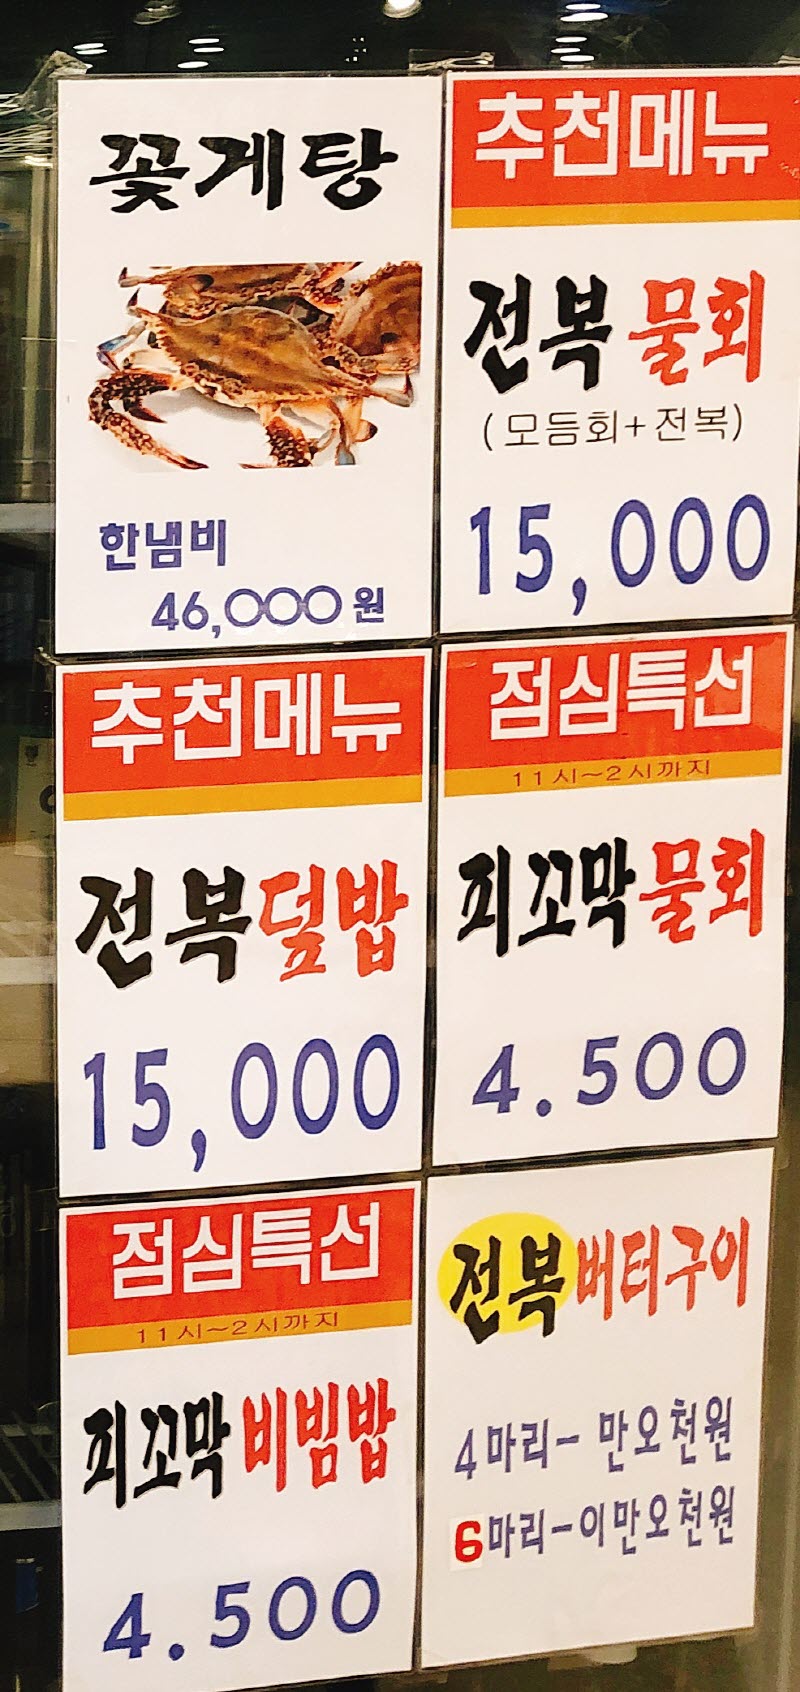 꽃게탕
한냄비
46,000원
추천메뉴
전복 물회
(모듬회+전복)
15,000
추천메뉴
전복덮밥
15,000
점심특선
11시~2시까지
피꼬막물회
4.500
점심특선
11시~2시까지
피꼬막비빔밥
4.500
전복버터구이
4마리- 만오천원
6마리-이만오천원